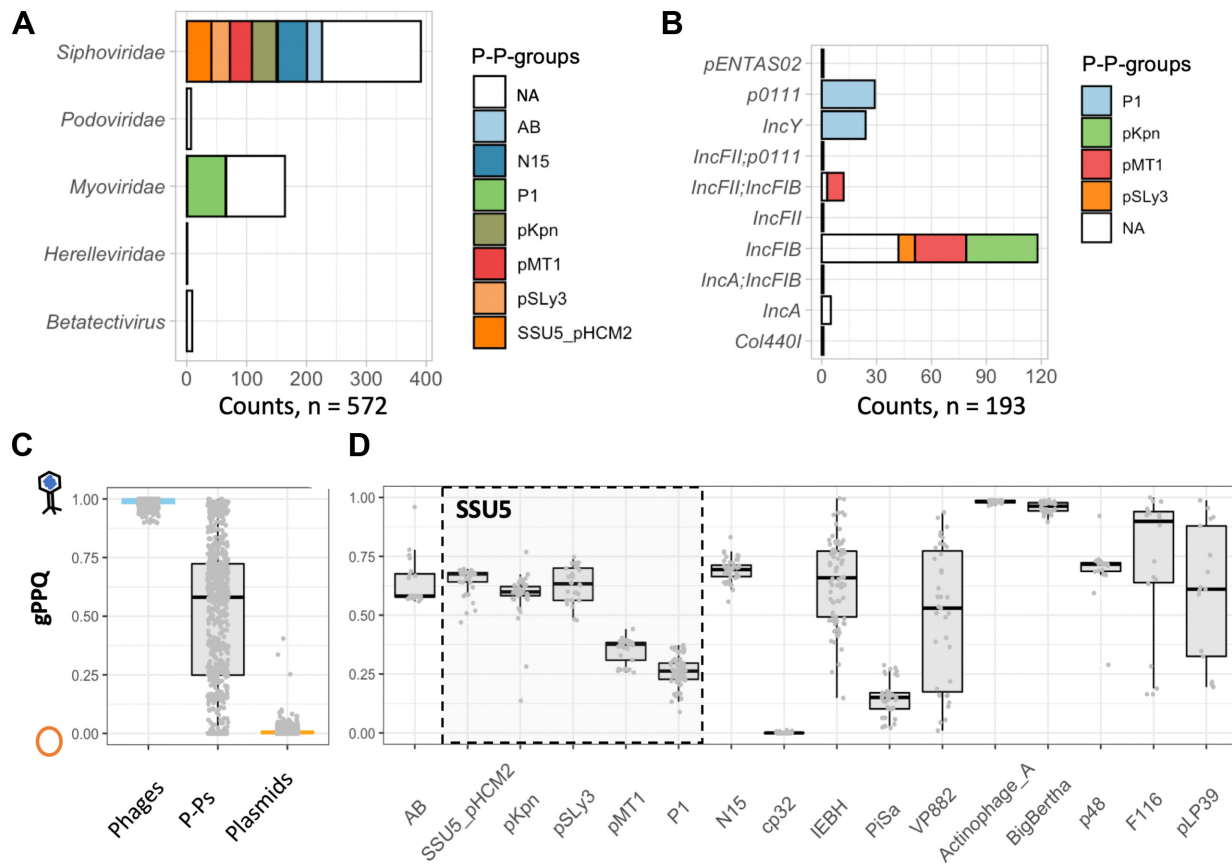 A
Siphoviridae
Podoviridae
Myoviridae
Herelleviridae
Betatectivirus
0 100 200 300 400
Counts, n = 572
P-P-groups
NA
AB
N15
P1
pKpn
pMT1
pSLy3
SSU5_pHCM2
B
pENTAS02
p0111
IncY
IncFII;p0111
IncFII;IncFIB
IncFII
IncFIB
IncA;IncFIB
IncA
Col440I
0 30 60 90 120
Counts, n = 193
P-P-groups
P1
pKpn
pMT1
pSLy3
NA
C
gPPQ
1.00
0.75
0.50
0.25
0.00
Phages P-Ps Plasmids
D
SSU5
1.00
0.75
0.50
0.25
0.00
AB SSU5_pHCM2 pKpn pSLy3 pMT1 P1 N15 cp32 IEBH PiSa VP882 Actinophage_A BigBertha p48 F116 pLP39